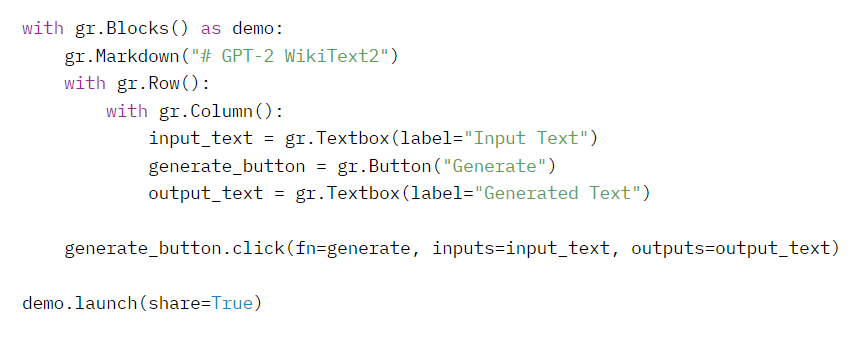 with gr.Blocks() as demo:
    gr.Markdown("# GPT-2 WikiText2")
    with gr.Row():
        with gr.Column():
            input_text = gr.Textbox(label="Input Text")
            generate_button = gr.Button("Generate")
            output_text = gr.Textbox(label="Generated Text")

    generate_button.click(fn=generate, inputs=input_text, outputs=output_text)

demo.launch(share=True)